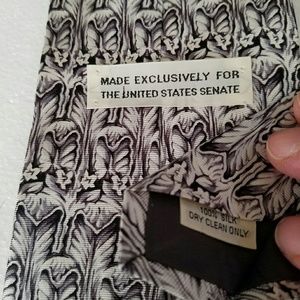 MADE EXCLUSIVELY FOR
THE UNITED STATES SENATE
100% SILK
DRY CLEAN ONLY